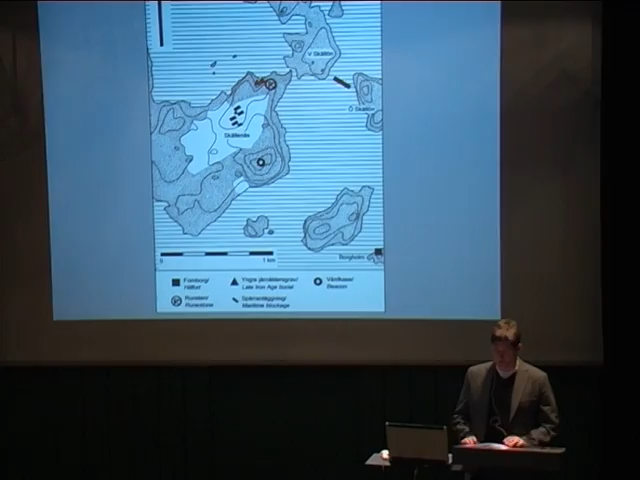 V Skällön
Ö Skällön
Skällenäs
Borgholm
0
1 km
Fornborg/
Hillfort
Yngre järnåldersgrav/
Late Iron Age burial
Vårdkase/
Beacon
Runsten/
Runestone
Spärranläggning/
Maritime blockage